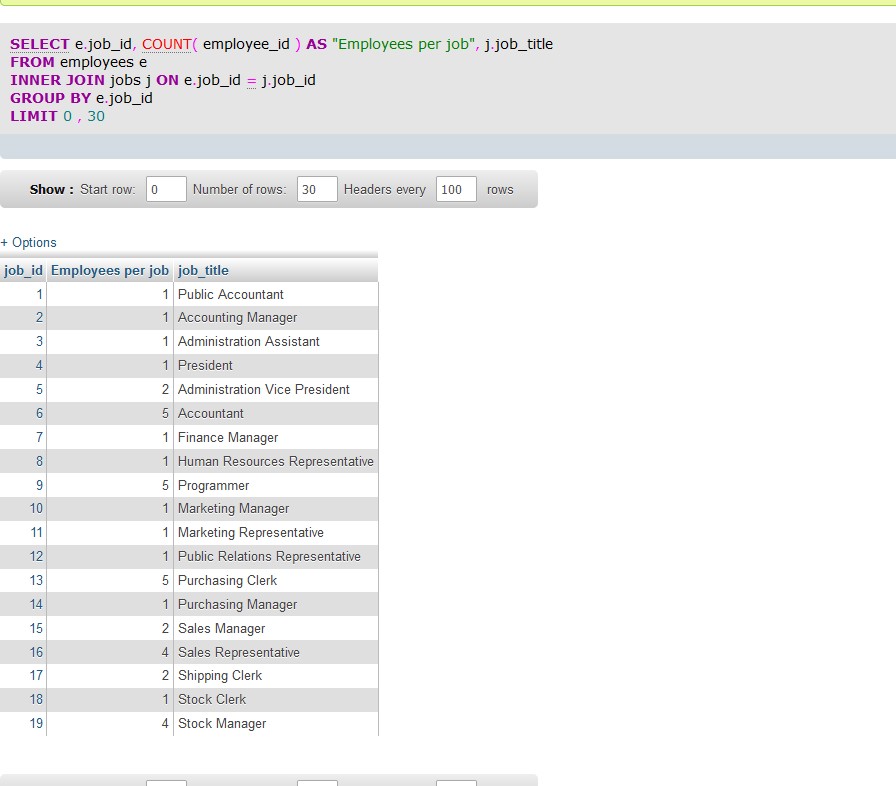 SELECT e.job_id, COUNT( employee_id ) AS "Employees per job", j.job_title
FROM employees e
INNER JOIN jobs j ON e.job_id = j.job_id
GROUP BY e.job_id
LIMIT 0 , 30
Show : Start row: 0 Number of rows: 30 Headers every 100 rows
+ Options
job_id Employees per job job_title
1 1 Public Accountant
2 1 Accounting Manager
3 1 Administration Assistant
4 1 President
5 2 Administration Vice President
6 5 Accountant
7 1 Finance Manager
8 1 Human Resources Representative
9 5 Programmer
10 1 Marketing Manager
11 1 Marketing Representative
12 1 Public Relations Representative
13 5 Purchasing Clerk
14 1 Purchasing Manager
15 2 Sales Manager
16 4 Sales Representative
17 2 Shipping Clerk
18 1 Stock Clerk
19 4 Stock Manager